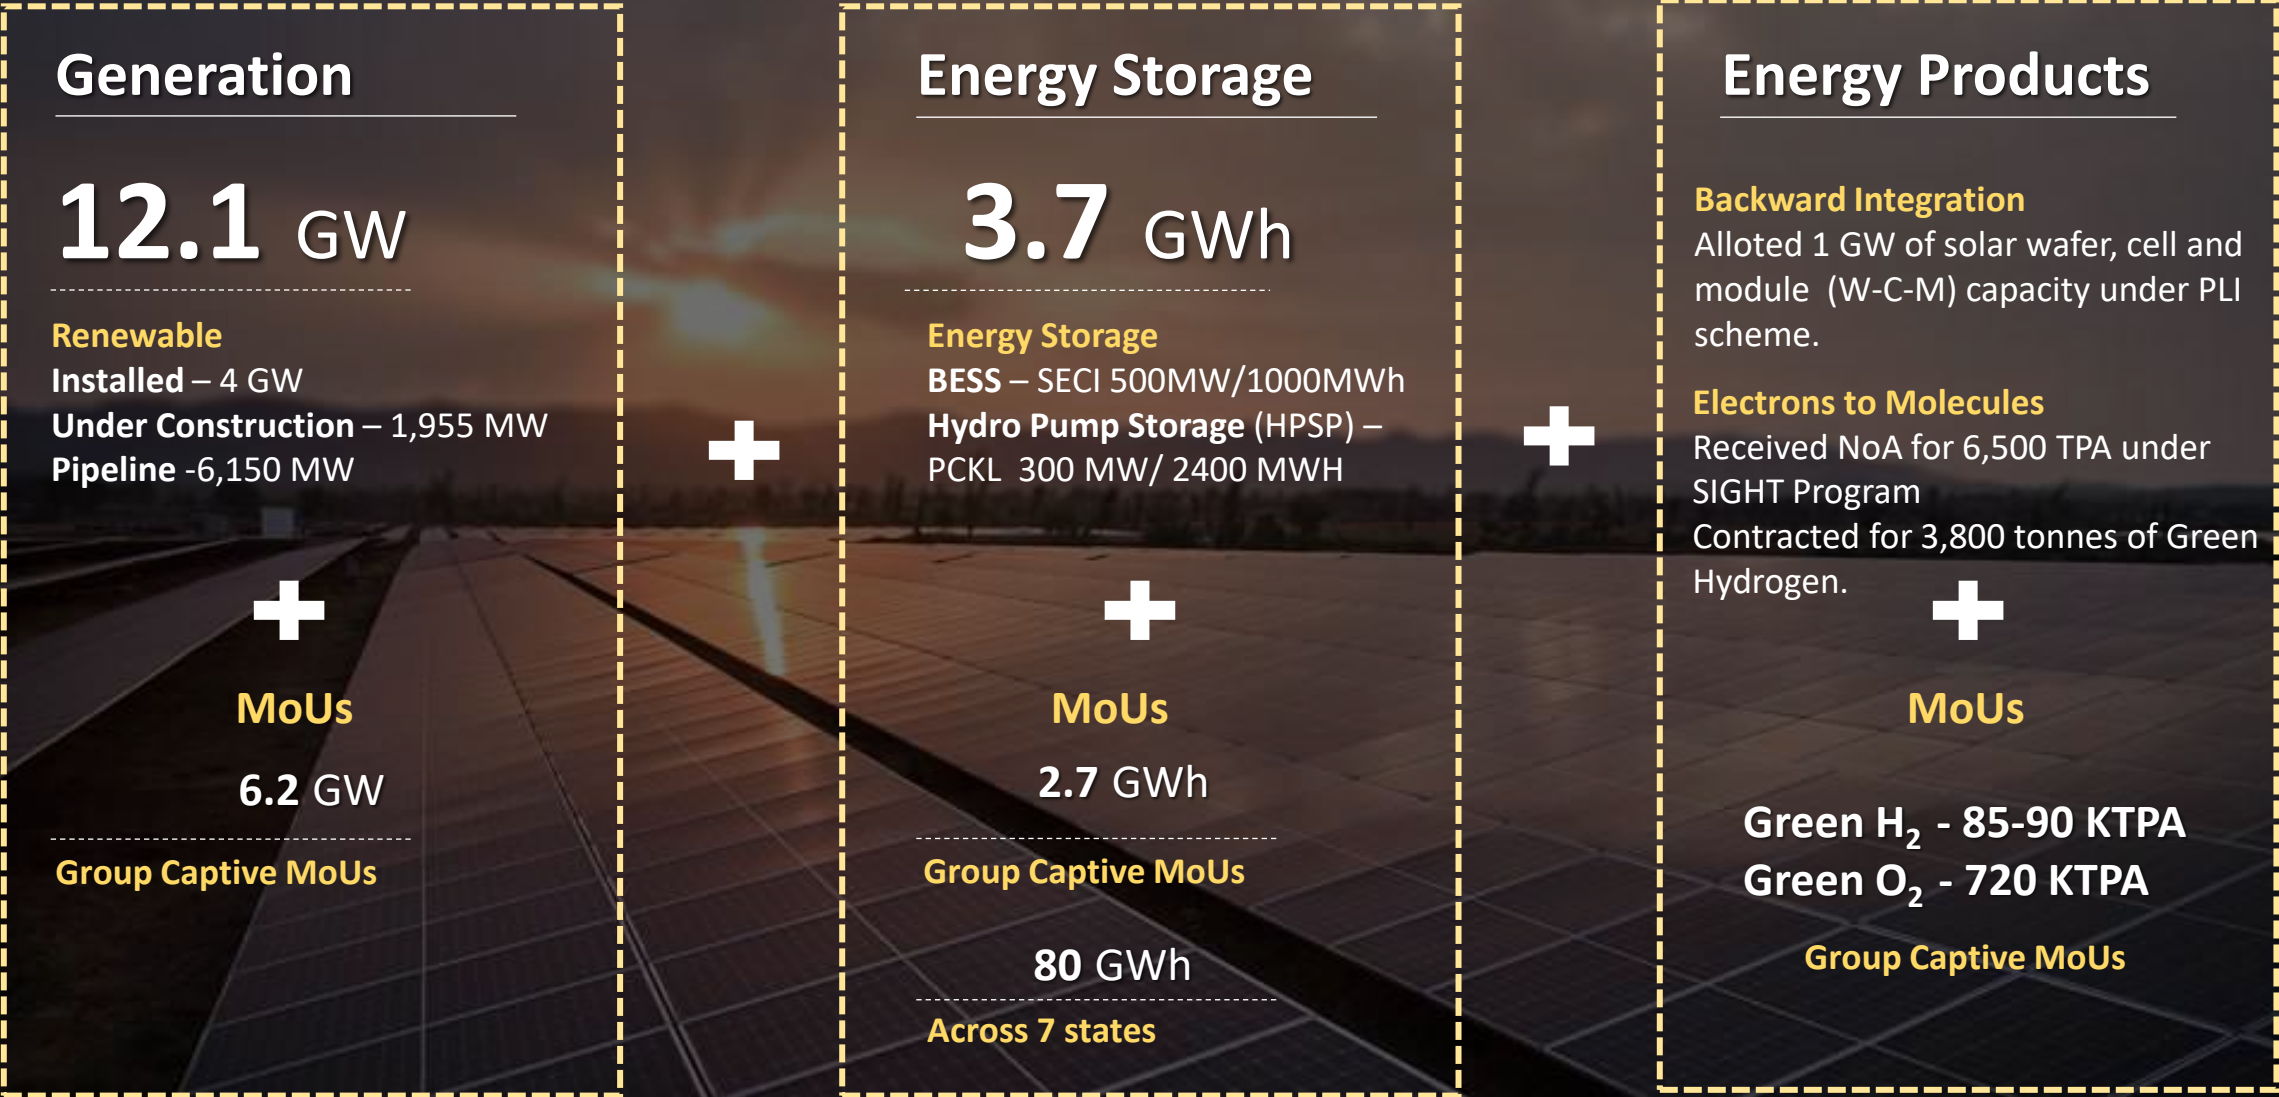 Generation
12.1 GW
Renewable
Installed – 4 GW
Under Construction – 1,955 MW
Pipeline -6,150 MW
MoUs
6.2 GW
Group Captive MoUs
Energy Storage
3.7 GWh
Energy Storage
BESS – SECI 500MW/1000MWh
Hydro Pump Storage (HPSP) –
PCKL 300 MW/ 2400 MWH
MoUs
2.7 GWh
Group Captive MoUs
80 GWh
Across 7 states
Energy Products
Backward Integration
Alloted 1 GW of solar wafer, cell and
module (W-C-M) capacity under PLI
scheme.
Electrons to Molecules
Received NoA for 6,500 TPA under
SIGHT Program
Contracted for 3,800 tonnes of Green
Hydrogen.
MoUs
Green H₂ - 85-90 KTPA
Green O₂ - 720 KTPA
Group Captive MoUs